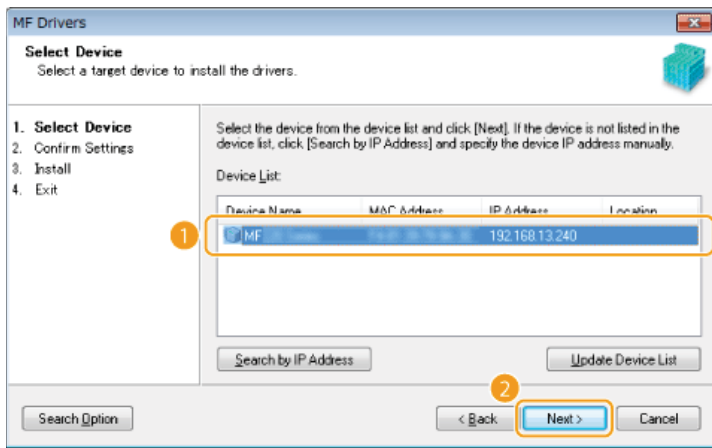 MF Drivers
Select Device
Select a target device to install the drivers.
1. Select Device
2. Confirm Settings
3. Install
4. Exit
Select the device from the device list and click [Next]. If the device is not listed in the
device list, click [Search by IP Address] and specify the device IP address manually.
Device List:
Device Name MAC Address IP Address Location
1
MF 192.168.13.240
Search by IP Address Update Device List
2
Search Option < Back Next > Cancel